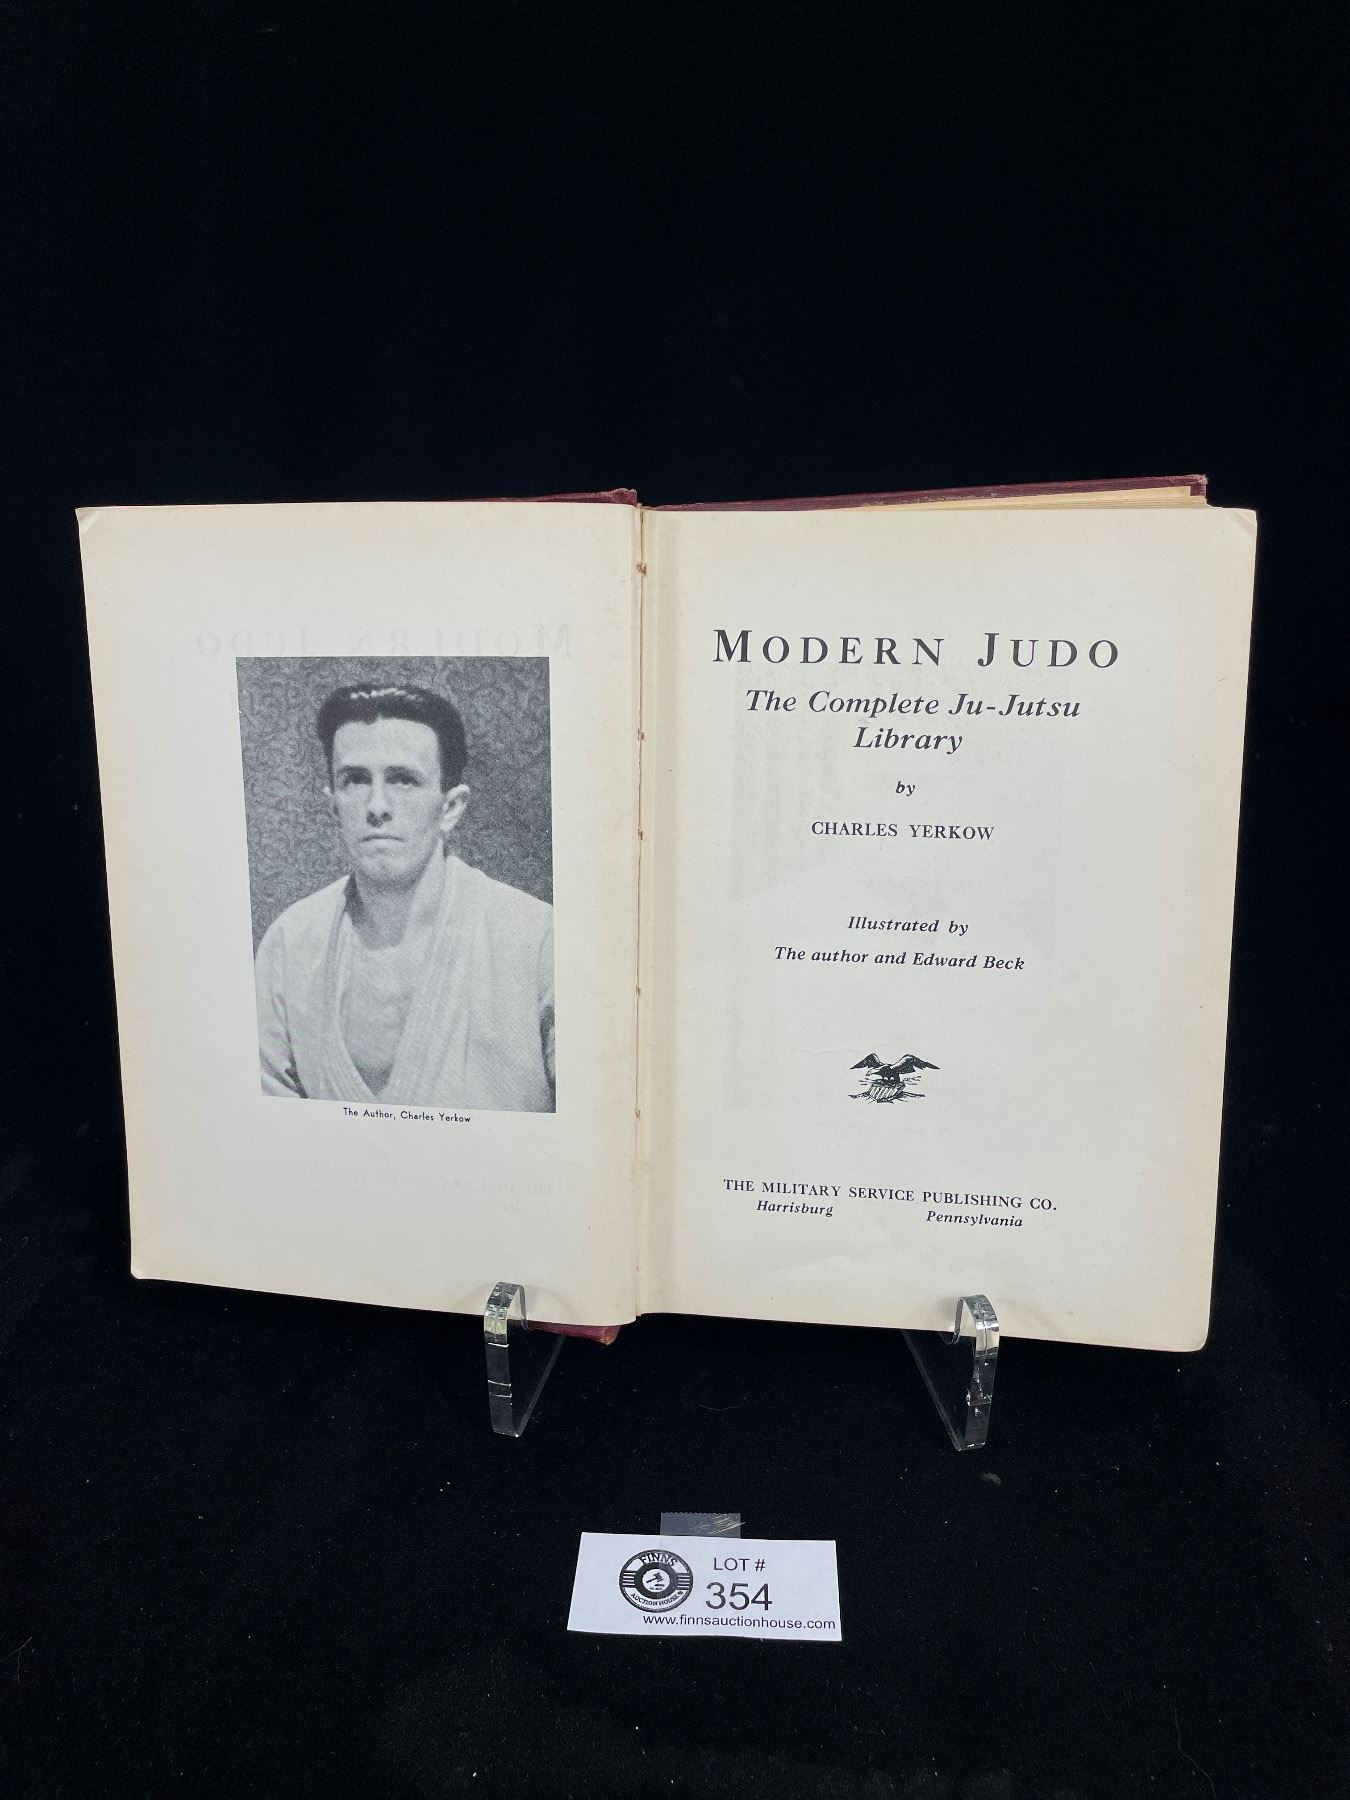 The Author, Charles Yerkow
MODERN JUDO
The Complete Ju-Jutsu
Library
by
CHARLES YERKOW
Illustrated by
The author and Edward Beck
THE MILITARY SERVICE PUBLISHING CO.
Harrisburg Pennsylvania
FINNS
AUCTION HOUSE
LOT #
354
www.finnsauctionhouse.com